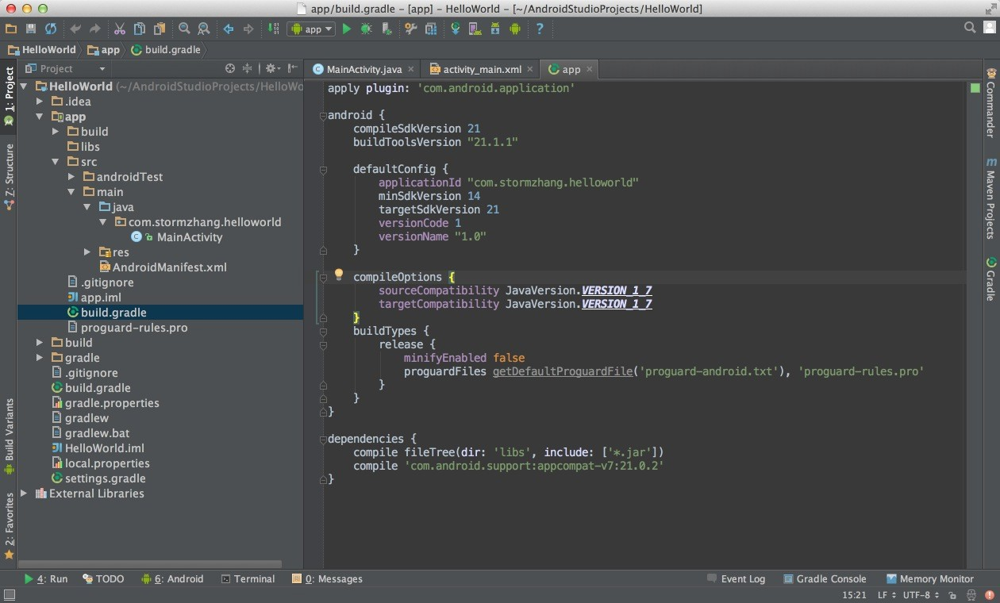 app/build.gradle – [app] – HelloWorld – [~/AndroidStudioProjects/HelloWorld]
app
HelloWorld app build.gradle
Project
MainActivity.java activity_main.xml app
1: Project
Z: Structure
Build Variants
2: Favorites
HelloWorld (~/AndroidStudioProjects/HelloWo
.idea
app
build
libs
src
androidTest
main
java
com.stormzhang.helloworld
MainActivity
res
AndroidManifest.xml
.gitignore
app.iml
build.gradle
proguard-rules.pro
build
gradle
.gitignore
build.gradle
gradle.properties
gradlew
gradlew.bat
HelloWorld.iml
local.properties
settings.gradle
External Libraries
apply plugin: 'com.android.application'
android {
compileSdkVersion 21
buildToolsVersion "21.1.1"
defaultConfig {
applicationId "com.stormzhang.helloworld"
minSdkVersion 14
targetSdkVersion 21
versionCode 1
versionName "1.0"
}
compileOptions {
sourceCompatibility JavaVersion.VERSION_1_7
targetCompatibility JavaVersion.VERSION_1_7
}
buildTypes {
release {
minifyEnabled false
proguardFiles getDefaultProguardFile('proguard-android.txt'), 'proguard-rules.pro'
}
}
}
dependencies {
compile fileTree(dir: 'libs', include: ['*.jar'])
compile 'com.android.support:appcompat-v7:21.0.2'
}
Commander
m Maven Projects
Gradle
4: Run TODO 6: Android Terminal 0: Messages Event Log Gradle Console Memory Monitor
15:21 LF UTF-8